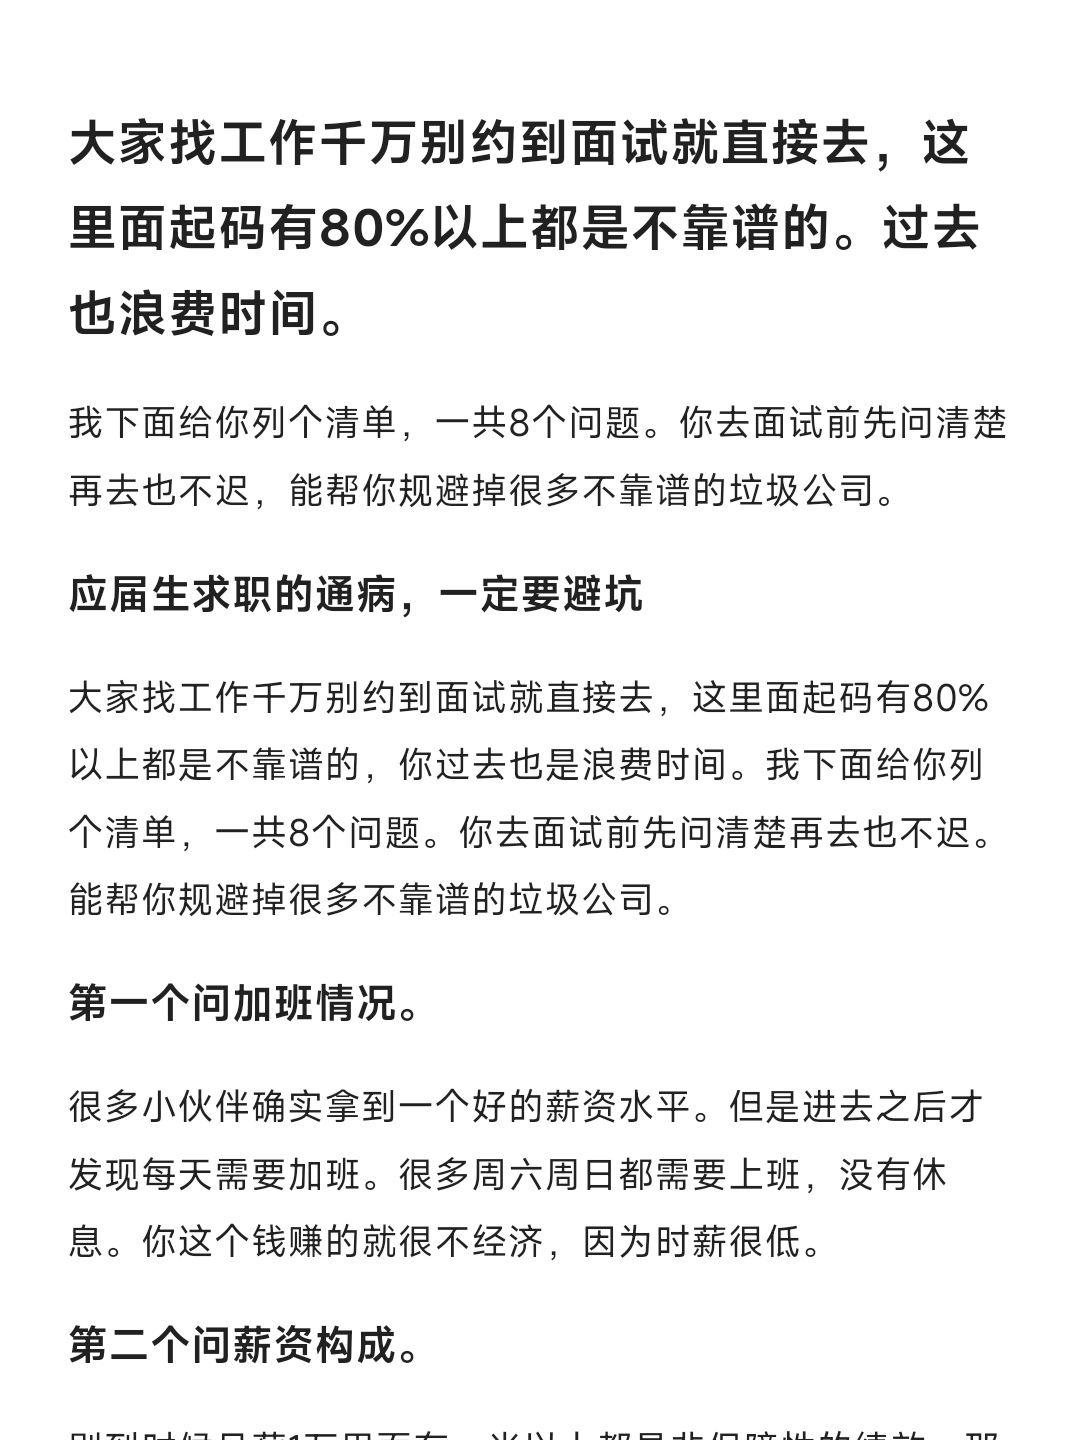 大家找工作千万别约到面试就直接去，这
里面起码有80%以上都是不靠谱的。过去
也浪费时间。
我下面给你列个清单，一共8个问题。你去面试前先问清楚
再去也不迟，能帮你规避掉很多不靠谱的垃圾公司。
应届生求职的通病，一定要避坑
大家找工作千万别约到面试就直接去，这里面起码有80%
以上都是不靠谱的，你过去也是浪费时间。我下面给你列
个清单，一共8个问题。你去面试前先问清楚再去也不迟。
能帮你规避掉很多不靠谱的垃圾公司。
第一个问加班情况。
很多小伙伴确实拿到一个好的薪资水平。但是进去之后才
发现每天需要加班。很多周六周日都需要上班，没有休
息。你这个钱赚的就很不经济，因为时薪很低。
第二个问薪资构成。